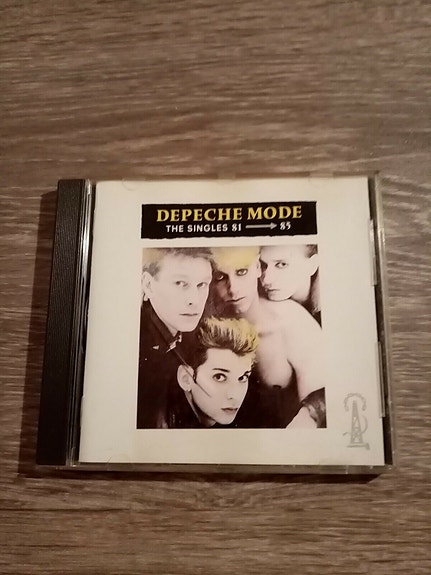 DEPECHE MODE
THE SINGLES 81 → 85